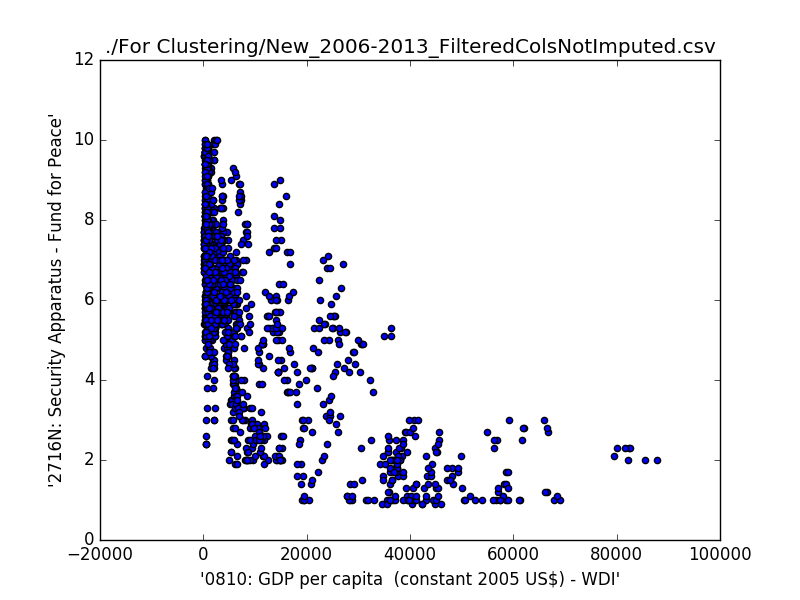 ./For Clustering/New_2006-2013_FilteredColsNotImputed.csv
12
10
8
6
4
2
0
'2716N: Security Apparatus - Fund for Peace'
−20000 0 20000 40000 60000 80000 100000
'0810: GDP per capita  (constant 2005 US$) - WDI'